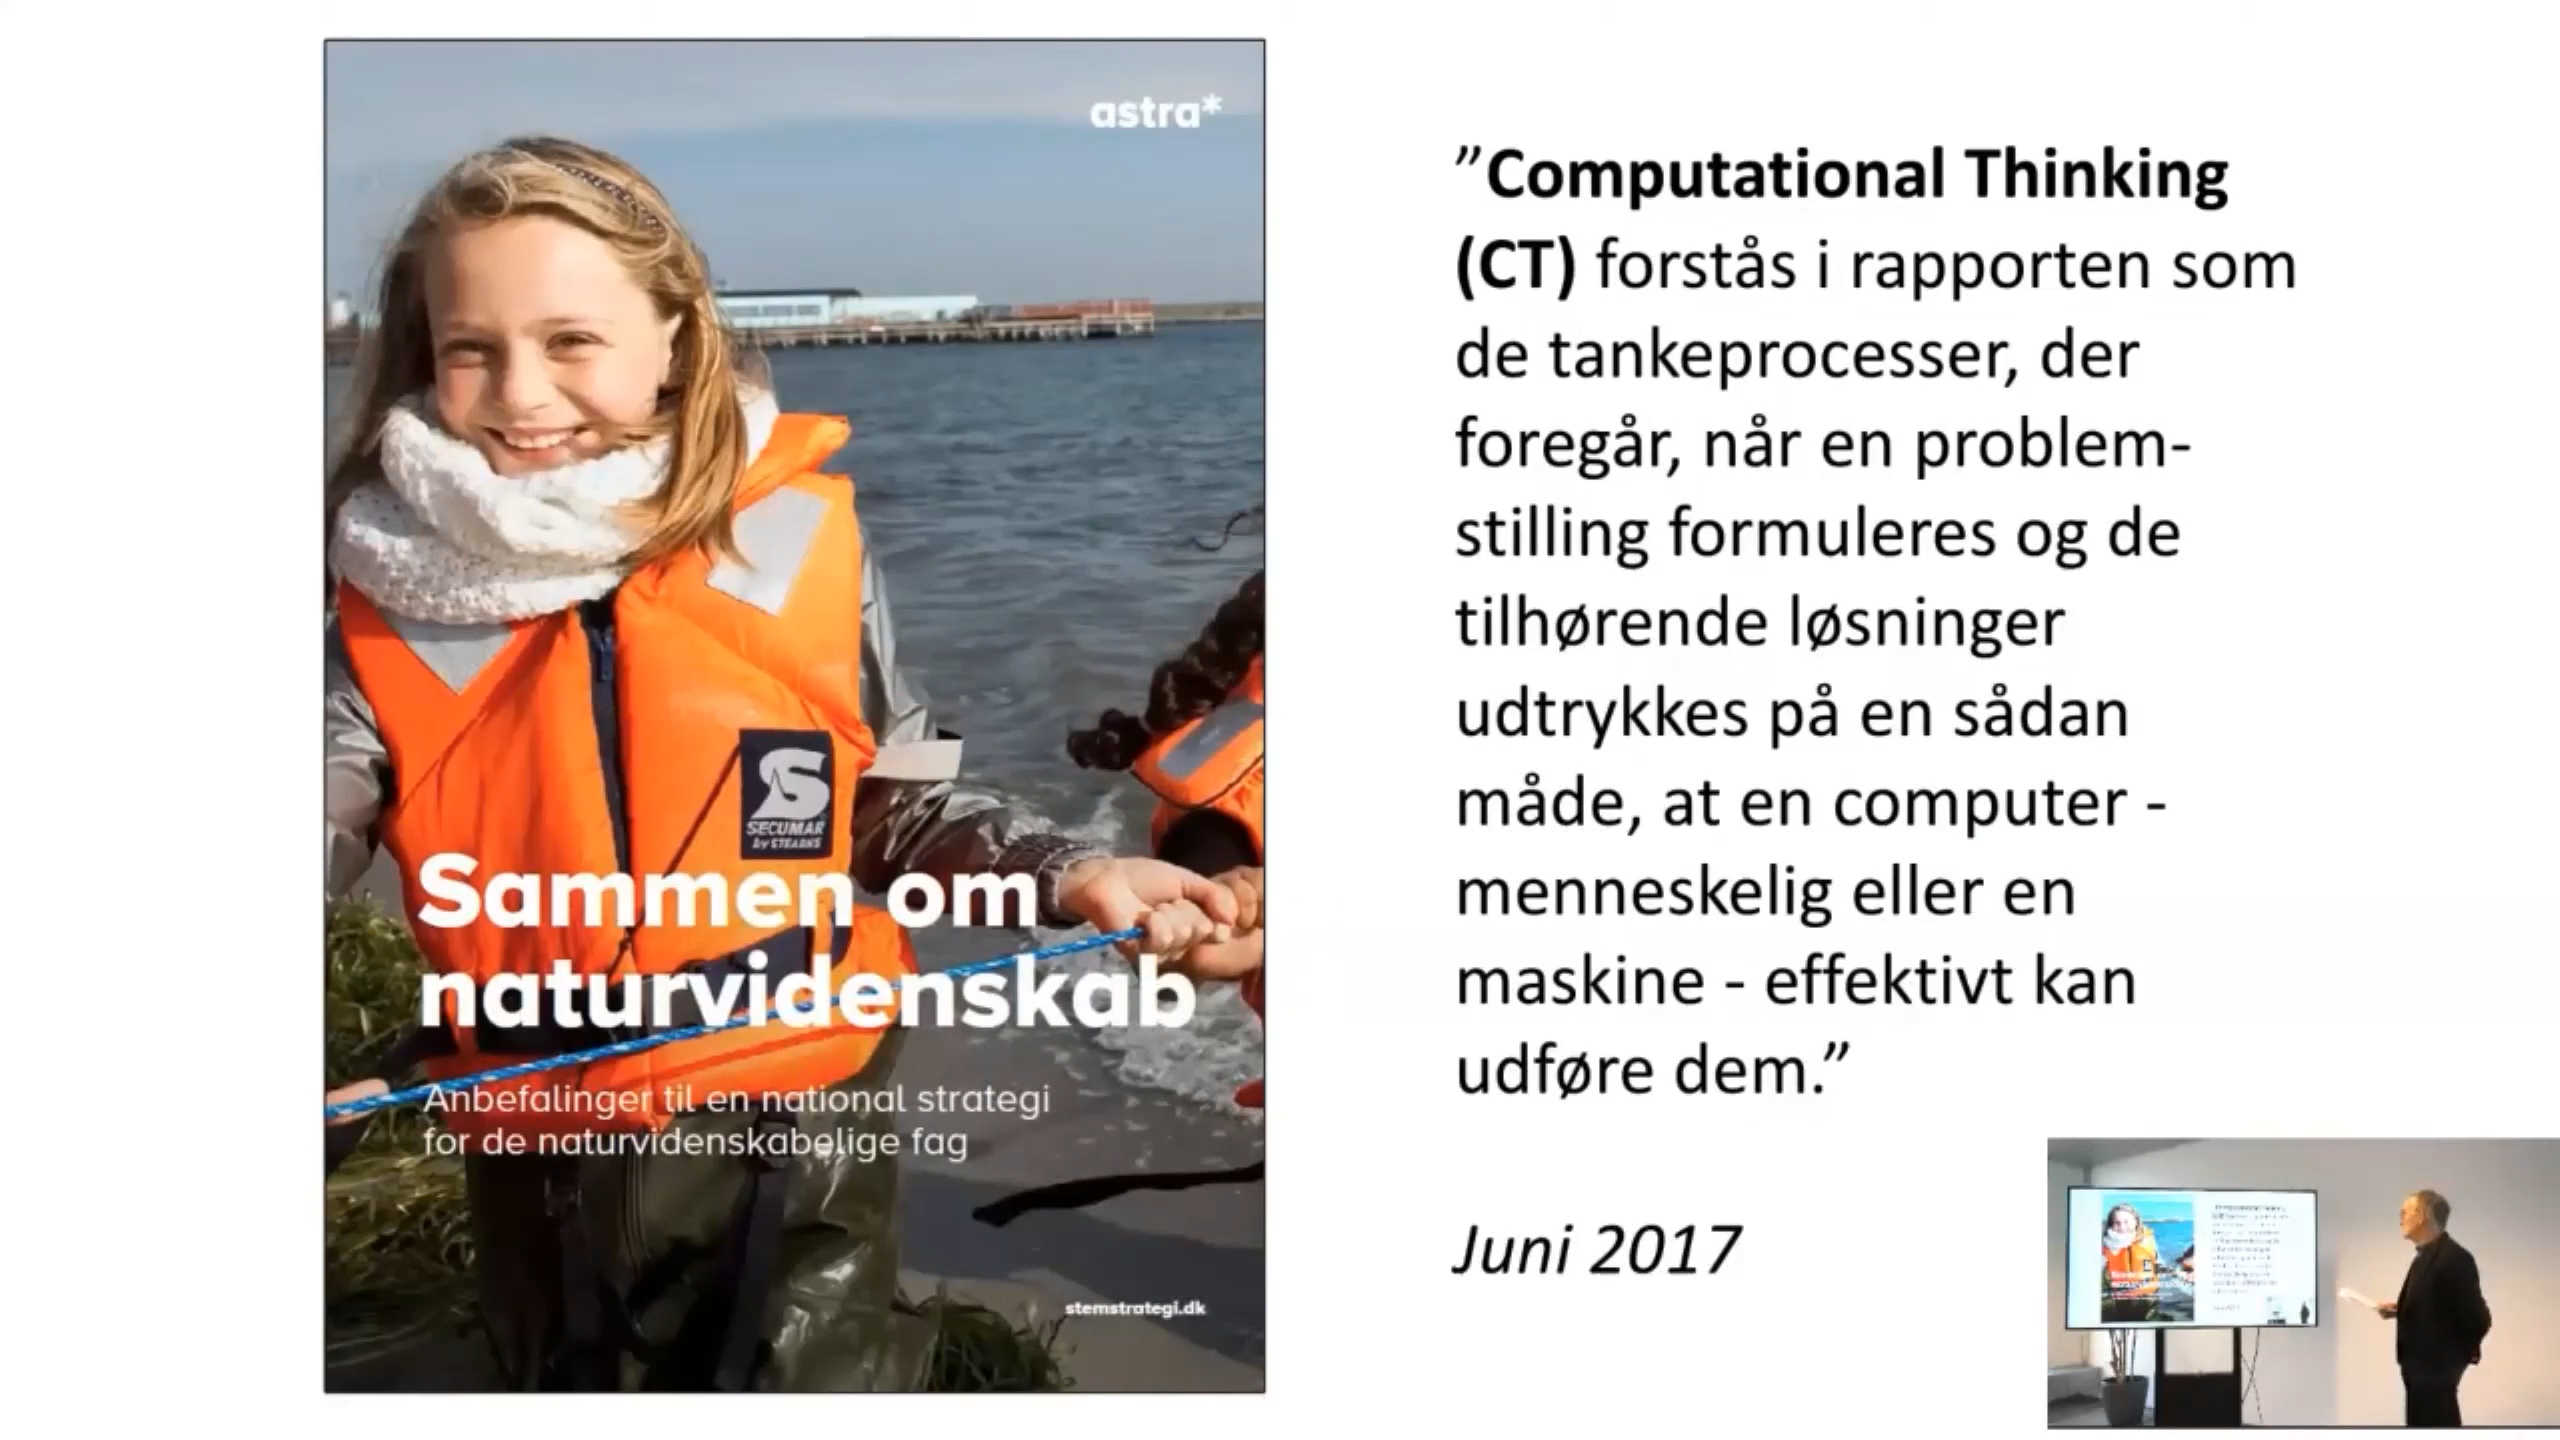 astra*
SECUMAR
BY STEARNS
Sammen om
naturvidenskab
Anbefalinger til en national strategi
for de naturvidenskabelige fag
stemstrategi.dk
”Computational Thinking
(CT) forstås i rapporten som
de tankeprocesser, der
foregår, når en problem-
stilling formuleres og de
tilhørende løsninger
udtrykkes på en sådan
måde, at en computer -
menneskelig eller en
maskine - effektivt kan
udføre dem.”
Juni 2017